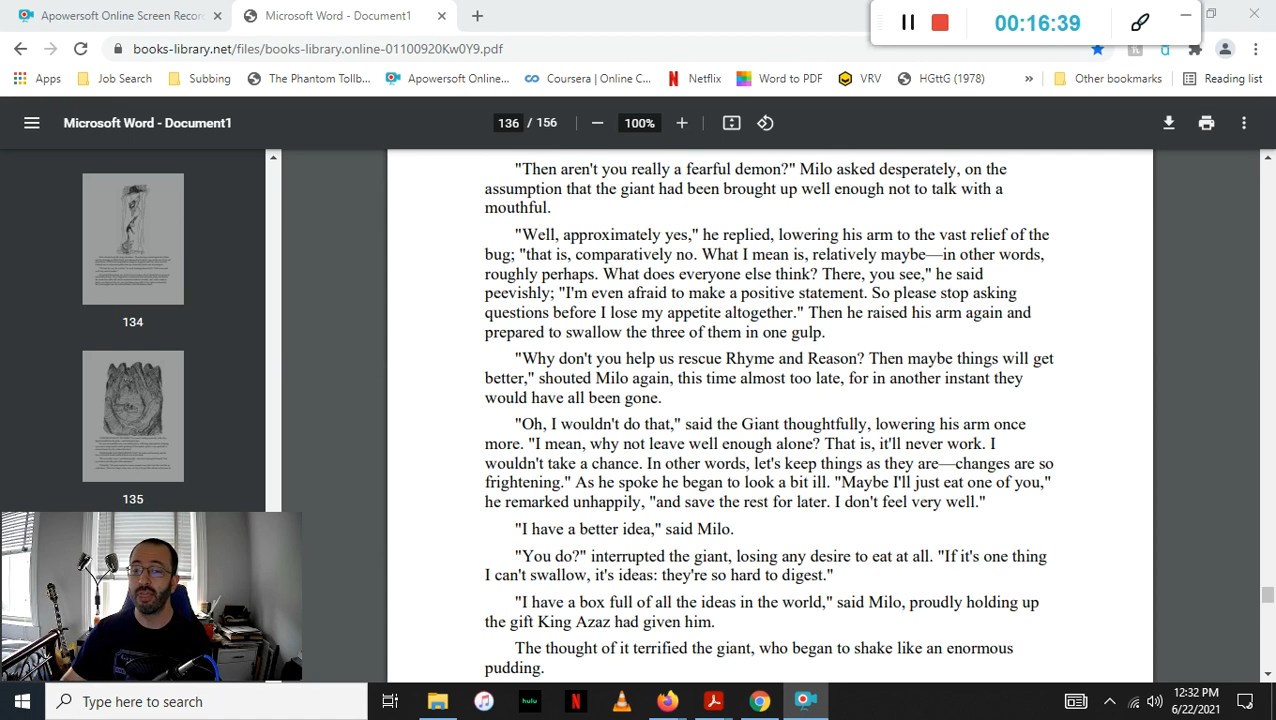 Apowersoft Online Screen Recor
Microsoft Word - Document1
00:16:39
books-library.net/files/books-library.online-01100920Kw0Y9.pdf
Apps
Job Search
Subbing
The Phantom Tollb...
Apowersoft Online...
Coursera | Online C...
Netflix
Word to PDF
VRV
HGttG (1978)
»
Other bookmarks
Reading list
Microsoft Word - Document1
136 / 156
100%
134
135
"Then aren't you really a fearful demon?" Milo asked desperately, on the
assumption that the giant had been brought up well enough not to talk with a
mouthful.
"Well, approximately yes," he replied, lowering his arm to the vast relief of the
bug; "that is, comparatively no. What I mean is, relatively maybe—in other words,
roughly perhaps. What does everyone else think? There, you see," he said
peevishly; "I'm even afraid to make a positive statement. So please stop asking
questions before I lose my appetite altogether." Then he raised his arm again and
prepared to swallow the three of them in one gulp.
"Why don't you help us rescue Rhyme and Reason? Then maybe things will get
better," shouted Milo again, this time almost too late, for in another instant they
would have all been gone.
"Oh, I wouldn't do that," said the Giant thoughtfully, lowering his arm once
more. "I mean, why not leave well enough alone? That is, it'll never work. I
wouldn't take a chance. In other words, let's keep things as they are—changes are so
frightening." As he spoke he began to look a bit ill. "Maybe I'll just eat one of you,"
he remarked unhappily, "and save the rest for later. I don't feel very well."
"I have a better idea," said Milo.
"You do?" interrupted the giant, losing any desire to eat at all. "If it's one thing
I can't swallow, it's ideas: they're so hard to digest."
"I have a box full of all the ideas in the world," said Milo, proudly holding up
the gift King Azaz had given him.
The thought of it terrified the giant, who began to shake like an enormous
pudding.
Type here to search
hulu
12:32 PM
6/22/2021